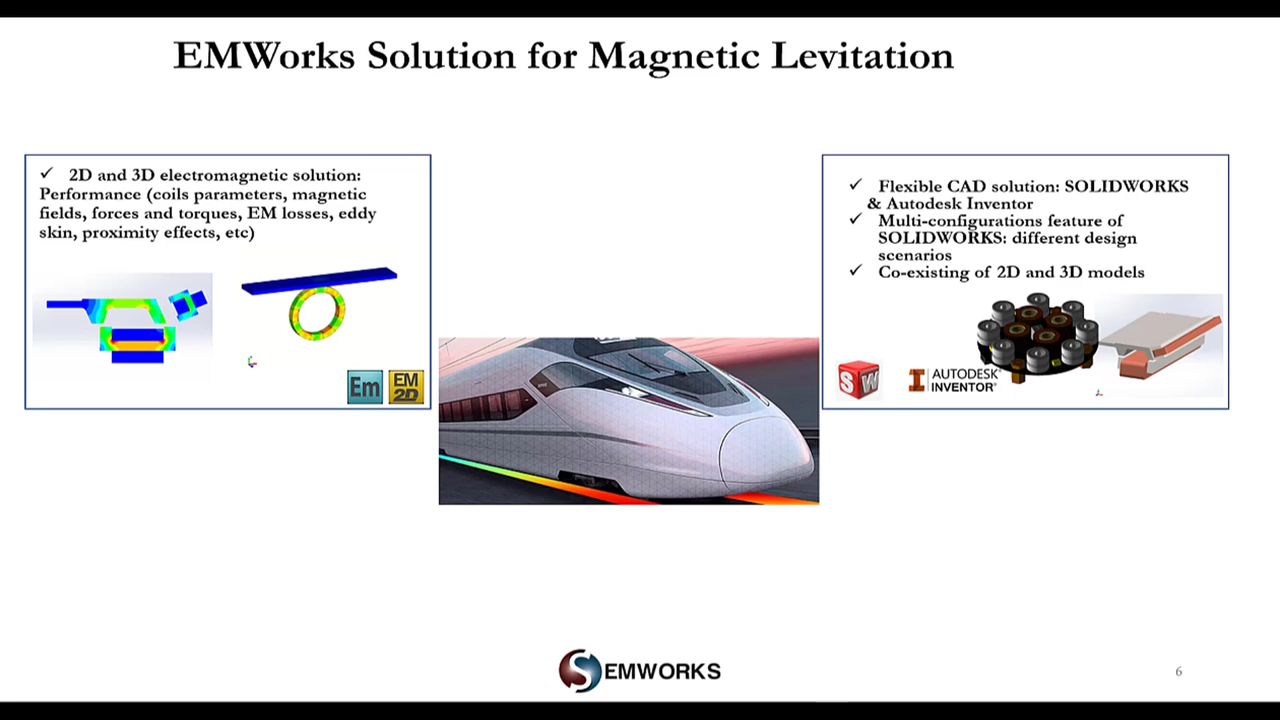 EMWorks Solution for Magnetic Levitation
✓ 2D and 3D electromagnetic solution:
Performance (coils parameters, magnetic
fields, forces and torques, EM losses, eddy
skin, proximity effects, etc)
Em
EM
2D
✓ Flexible CAD solution: SOLIDWORKS
& Autodesk Inventor
✓ Multi-configurations feature of
SOLIDWORKS: different design
scenarios
✓ Co-existing of 2D and 3D models
SW
I AUTODESK®
INVENTOR®
EMWORKS
6